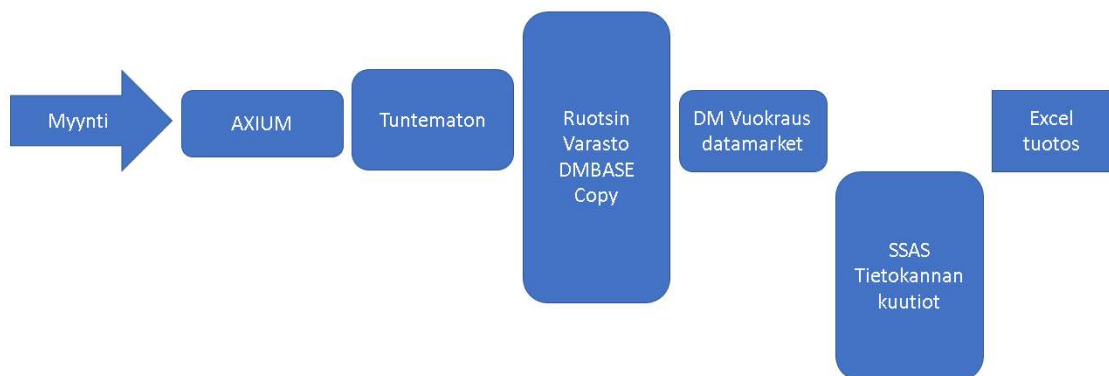 Myynti
AXIUM
Tuntematon
Ruotsin
Varasto
DMBASE
Copy
DM Vuokraus
datamarket
SSAS
Tietokannan
kuutiot
Excel
tuotos